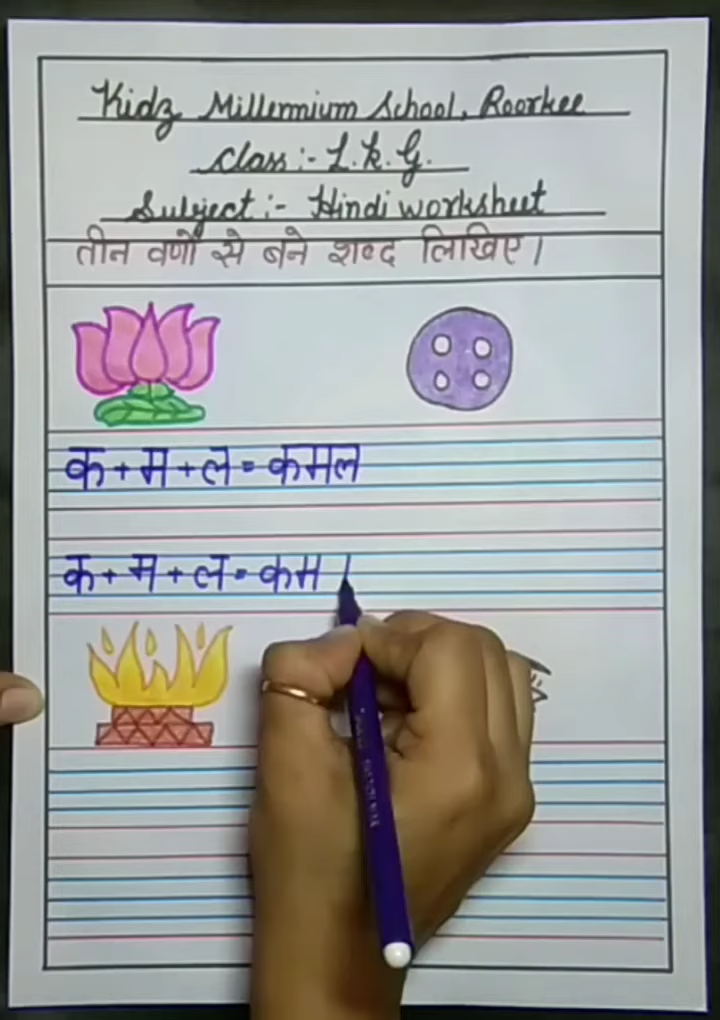 Kidz Millennium School, Roorkee
Class:- L.K.G.
Subject:- Hindi worksheet
तीन वर्णों से बने शब्द लिखिए।
क + म + ल = कमल
क + म + ल = कम